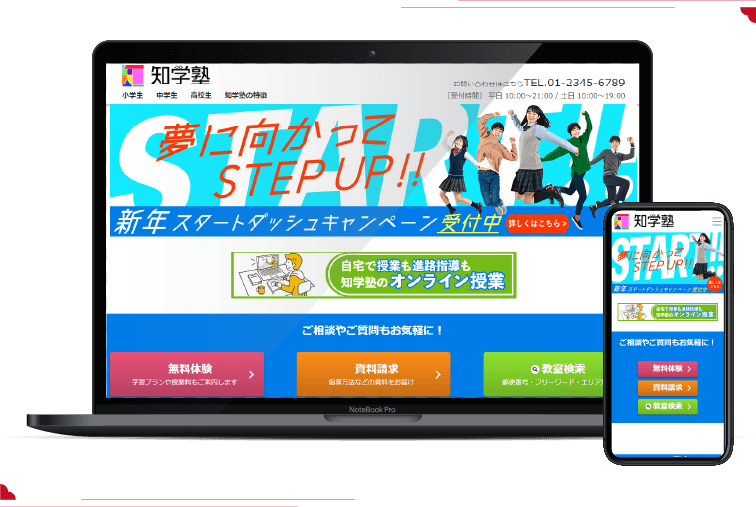 知学塾
お問い合わせはこちらTEL.01-2345-6789
小学生 中学生 高校生 知学塾の特徴
[受付時間] 平日 10:00～21:00 / 土日 10:00～19:00
START!!
夢に向かって
STEP UP!!
新年スタートダッシュキャンペーン受付中
詳しくはこちら >
自宅で授業も進路指導も
知学塾のオンライン授業
ご相談やご質問もお気軽に！
無料体験
学習プランや授業料もご案内します
資料請求
指導方法などの資料をお届け
教室検索
郵便番号・フリーワード・エリア
NoteBook Pro
知学塾
START!!
夢に向かって
STEP UP!!
新年スタートダッシュキャンペーン受付中
詳しくは
こちら
自宅で授業も進路指導も
知学塾のオンライン授業
ご相談やご質問もお気軽に！
無料体験
資料請求
教室検索